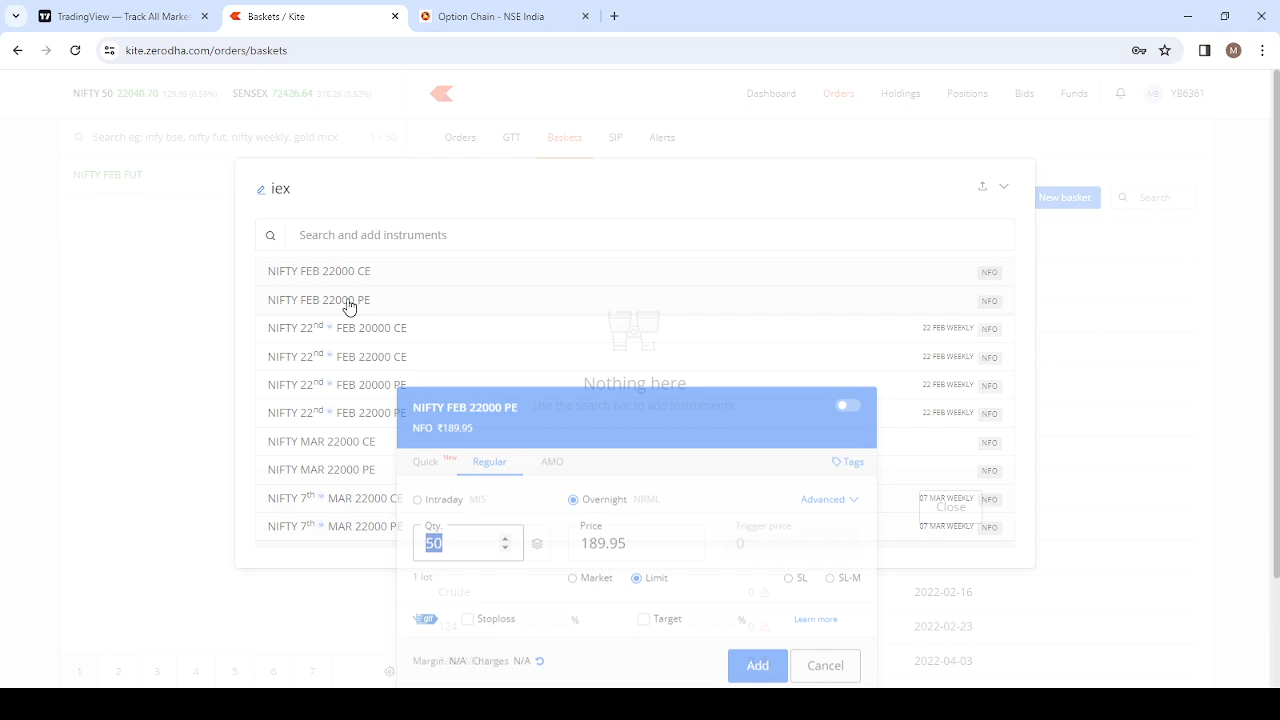 TradingView — Track All Market
Kites / Kite
Option Chain - NSE India
kite.zerodha.com/orders/baskets
M
NIFTY 50 22040.70 129.95 (0.59%) SENSEX 72426.64 376.26 (0.52%)
Dashboard Orders Holdings Positions Bids Funds YB6361
Search eg: infy bse, nifty fut, nifty weekly, gold mcx 1 / 50
Orders GTT Baskets SIP Alerts
NIFTY FEB FUT
iex
New basket Search
Search and add instruments
NIFTY FEB 22000 CE NFO
NIFTY FEB 22000 PE NFO
NIFTY 22nd w FEB 20000 CE 22 FEB WEEKLY NFO
NIFTY 22nd w FEB 20000 CE 22 FEB WEEKLY NFO
NIFTY 22nd w FEB 20000 PE 22 FEB WEEKLY NFO
NIFTY 22nd w FEB 20000 PE 22 FEB WEEKLY NFO
NIFTY MAR 22000 CE NFO
NIFTY MAR 22000 PE NFO
NIFTY 7th w MAR 22000 CE 07 MAR WEEKLY NFO
NIFTY 7th w MAR 22000 PE 07 MAR WEEKLY NFO
Nothing here
Use the search bar to add instruments.
Close
NIFTY FEB 22000 PE
NFO ₹189.95
Quick New Regular AMO Tags
Intraday MIS Overnight NRML Advanced
Qty. Price Trigger price
50 189.95 0
1 lot Market Limit SL SL-M
Crude 0 2022-02-16
off Stoploss % Target % Learn more
124 0 2022-02-23
Margin N/A Charges N/A Add Cancel
2022-04-03
1 2 3 4 5 6 7